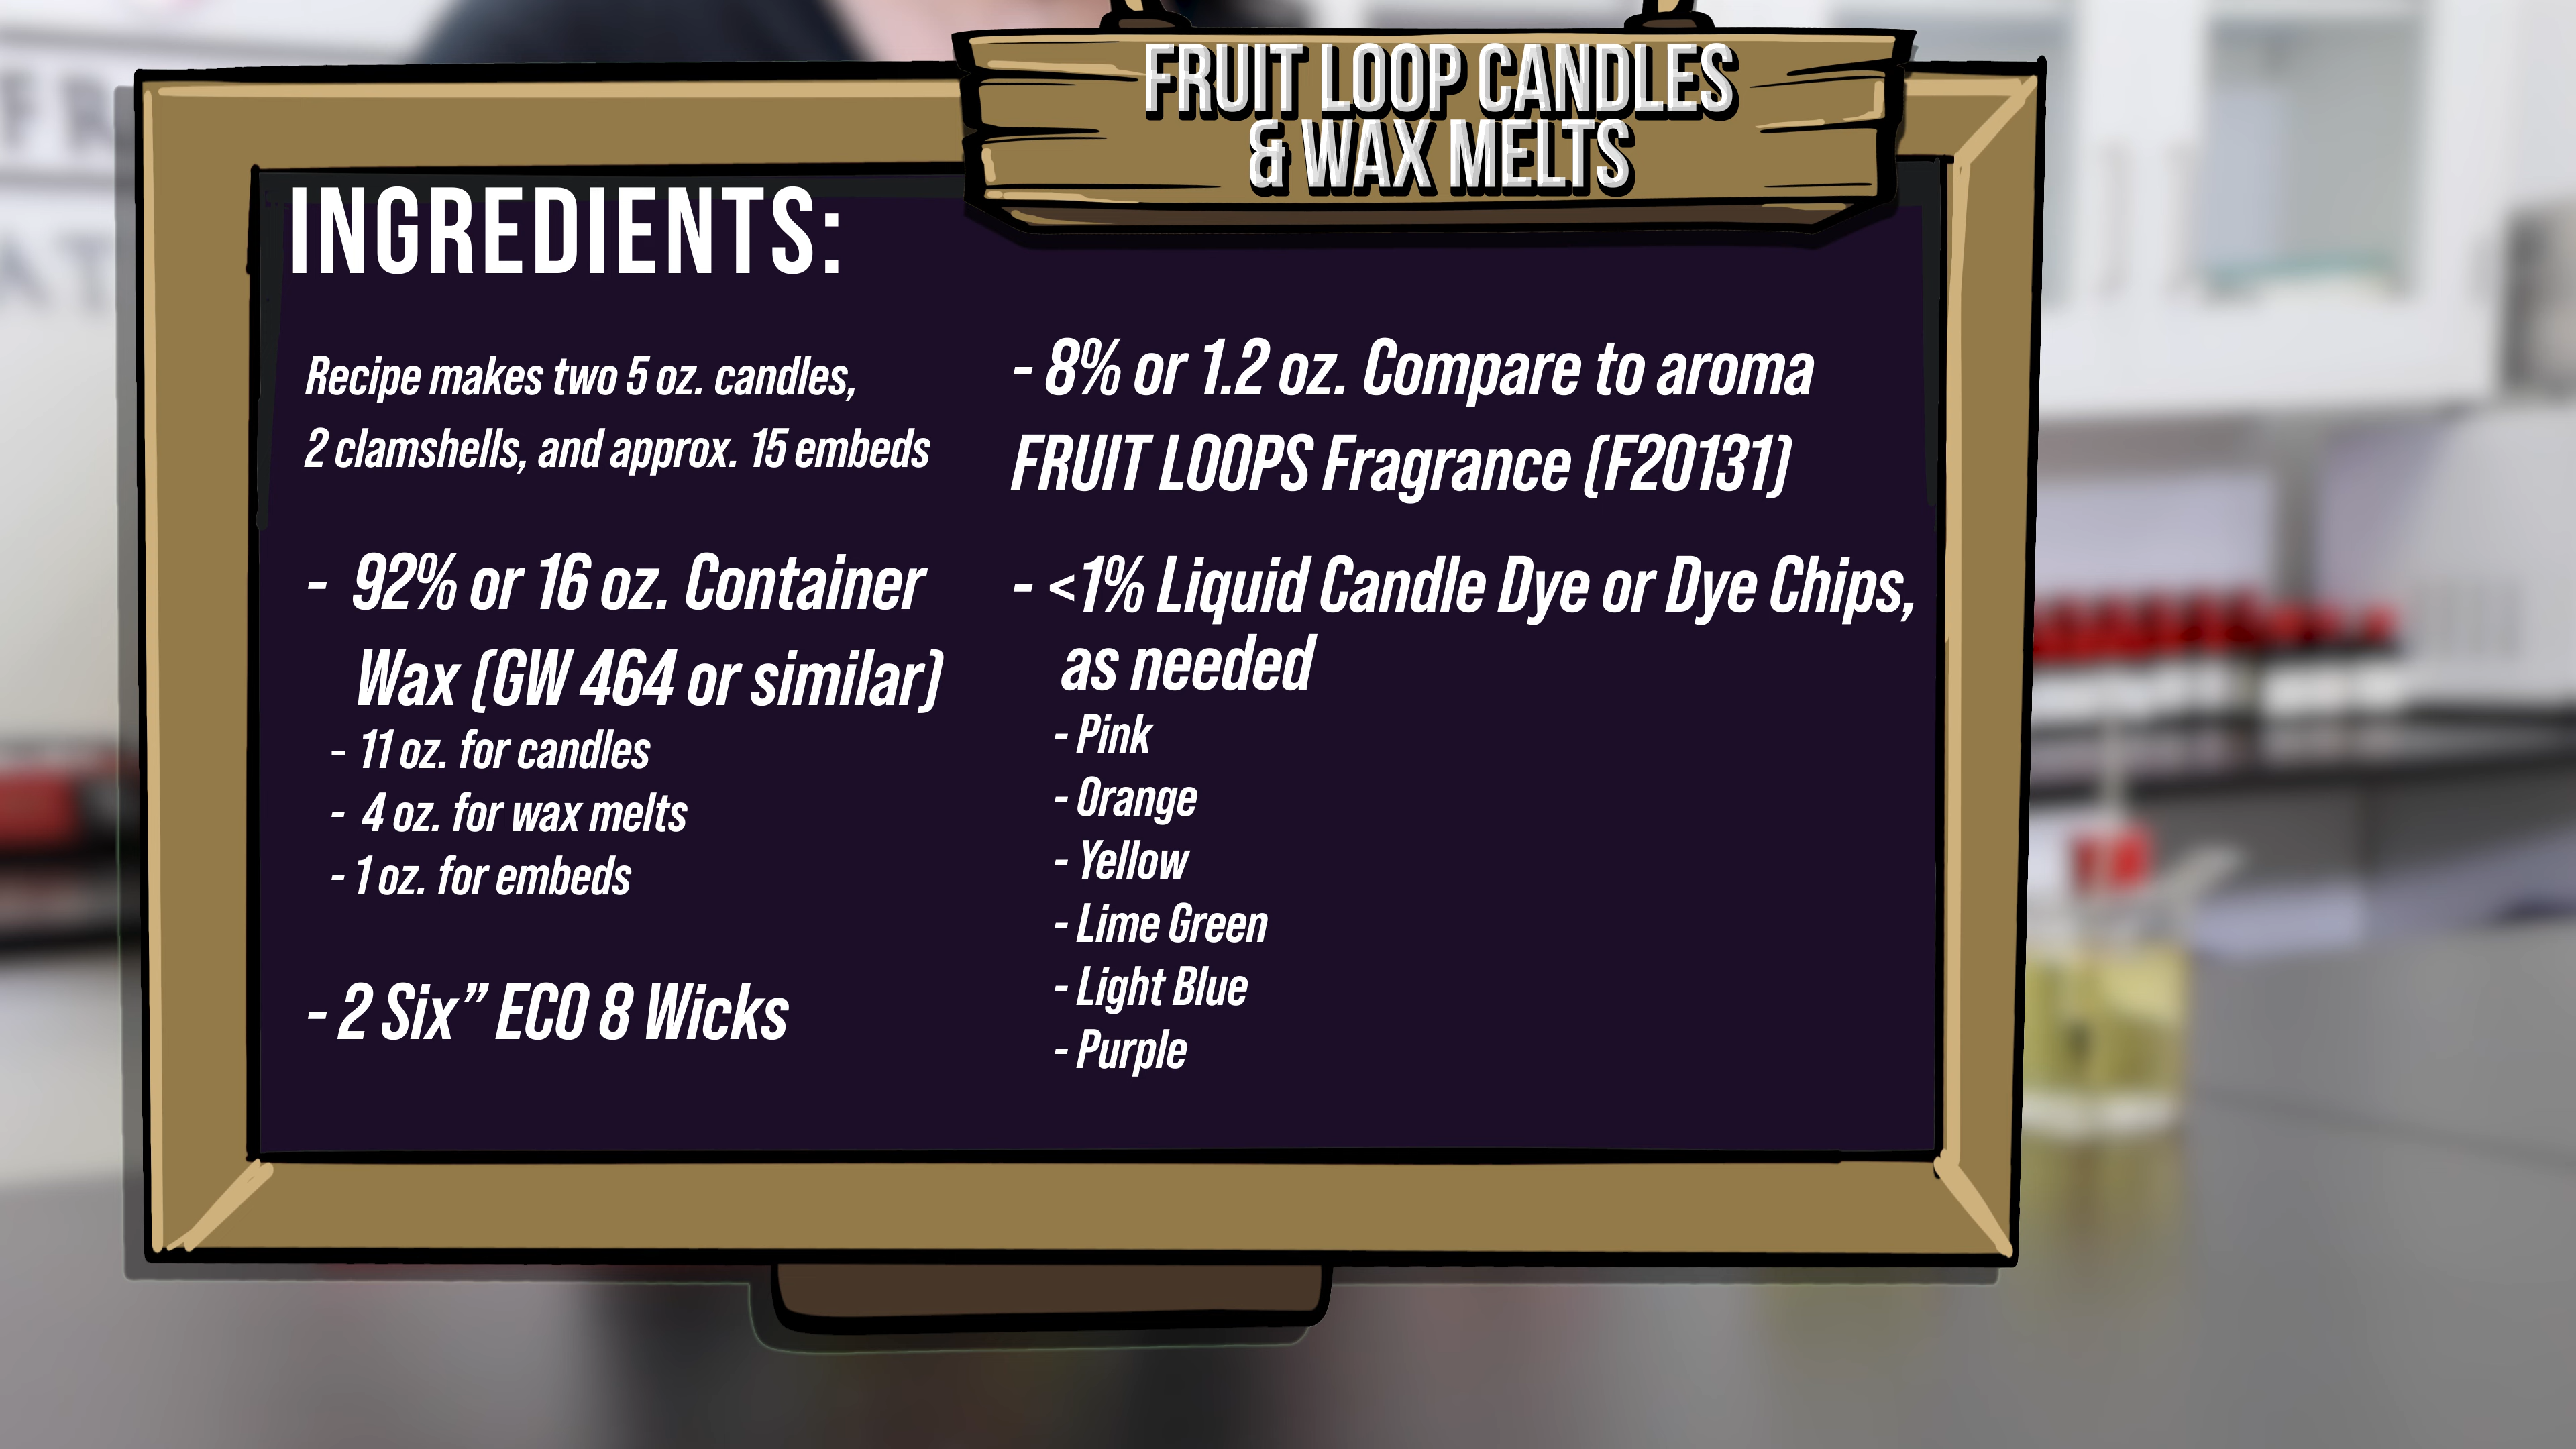 FRUIT LOOP CANDLES
& WAX MELTS
INGREDIENTS:
Recipe makes two 5 oz. candles,
2 clamshells, and approx. 15 embeds
- 92% or 16 oz. Container
Wax (GW 464 or similar)
- 11 oz. for candles
- 4 oz. for wax melts
- 1 oz. for embeds
- 2 Six” ECO 8 Wicks
- 8% or 1.2 oz. Compare to aroma
FRUIT LOOPS Fragrance (F20131)
- <1% Liquid Candle Dye or Dye Chips,
as needed
- Pink
- Orange
- Yellow
- Lime Green
- Light Blue
- Purple